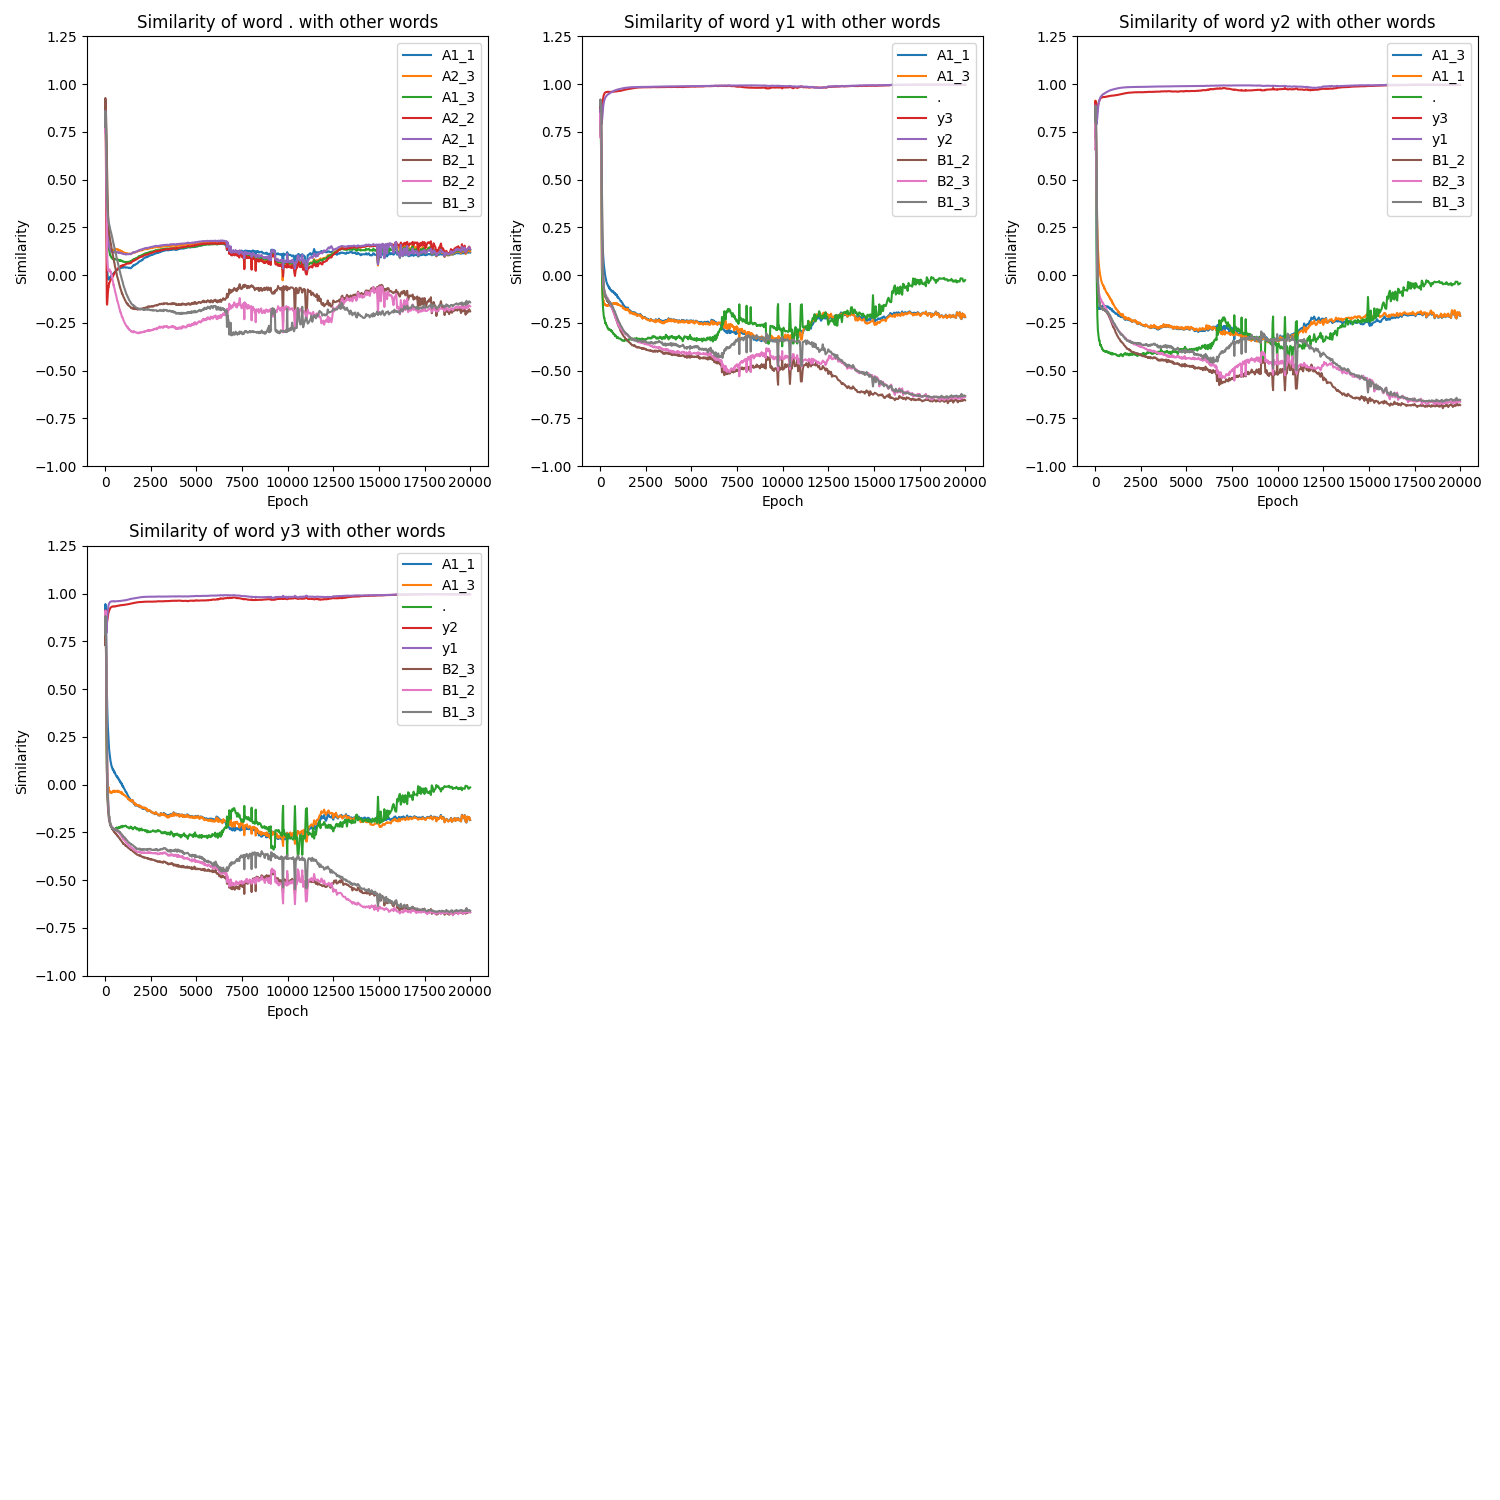 Similarity of word . with other words
1.25
1.00
0.75
0.50
0.25
0.00
−0.25
−0.50
−0.75
−1.00
Similarity
A1_1
A2_3
A1_3
A2_2
A2_1
B2_1
B2_2
B1_3
0 2500 5000 7500 10000 12500 15000 17500 20000
Epoch
Similarity of word y1 with other words
1.25
1.00
0.75
0.50
0.25
0.00
−0.25
−0.50
−0.75
−1.00
Similarity
A1_1
A1_3
.
y3
y2
B1_2
B2_3
B1_3
0 2500 5000 7500 10000 12500 15000 17500 20000
Epoch
Similarity of word y2 with other words
1.25
1.00
0.75
0.50
0.25
0.00
−0.25
−0.50
−0.75
−1.00
Similarity
A1_3
A1_1
.
y3
y1
B1_2
B2_3
B1_3
0 2500 5000 7500 10000 12500 15000 17500 20000
Epoch
Similarity of word y3 with other words
1.25
1.00
0.75
0.50
0.25
0.00
−0.25
−0.50
−0.75
−1.00
Similarity
A1_1
A1_3
.
y2
y1
B2_3
B1_2
B1_3
0 2500 5000 7500 10000 12500 15000 17500 20000
Epoch